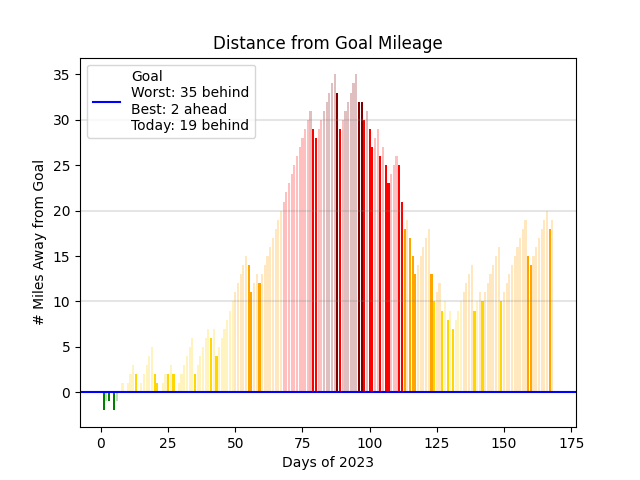 Distance from Goal Mileage
Goal
Worst: 35 behind
Best: 2 ahead
Today: 19 behind
# Miles Away from Goal
35
30
25
20
15
10
5
0
0 25 50 75 100 125 150 175
Days of 2023